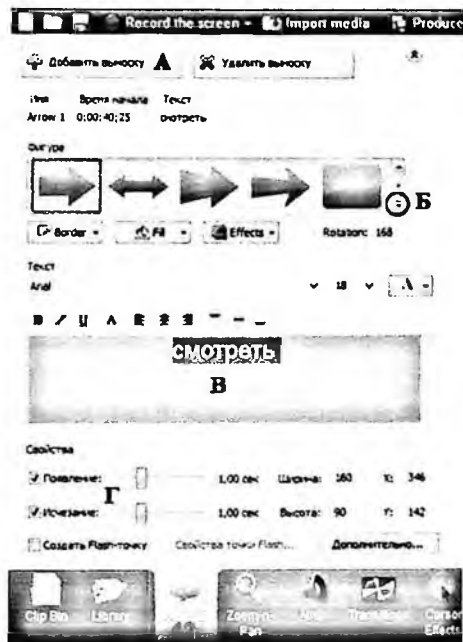 Record the screen Import media Produce
Добавить выноску А Удалить выноску
Имя Время начала Текст
Arrow 1 0:00:40;25 смотреть
Фигура
Б
Border Fill Effects Rotation: 168
Текст
Arial 18 A
B I U A
смотреть
В
Свойства
Появление: 1,00 сек Ширина: 160 X: 346
Г
Исчезание: 1,00 сек Высота: 90 Y: 142
Создать Flash-точку Свойства точки Flash... Дополнительно...
Clip Bin Library Zoom-n- Transitions Cursor
Pan Effects